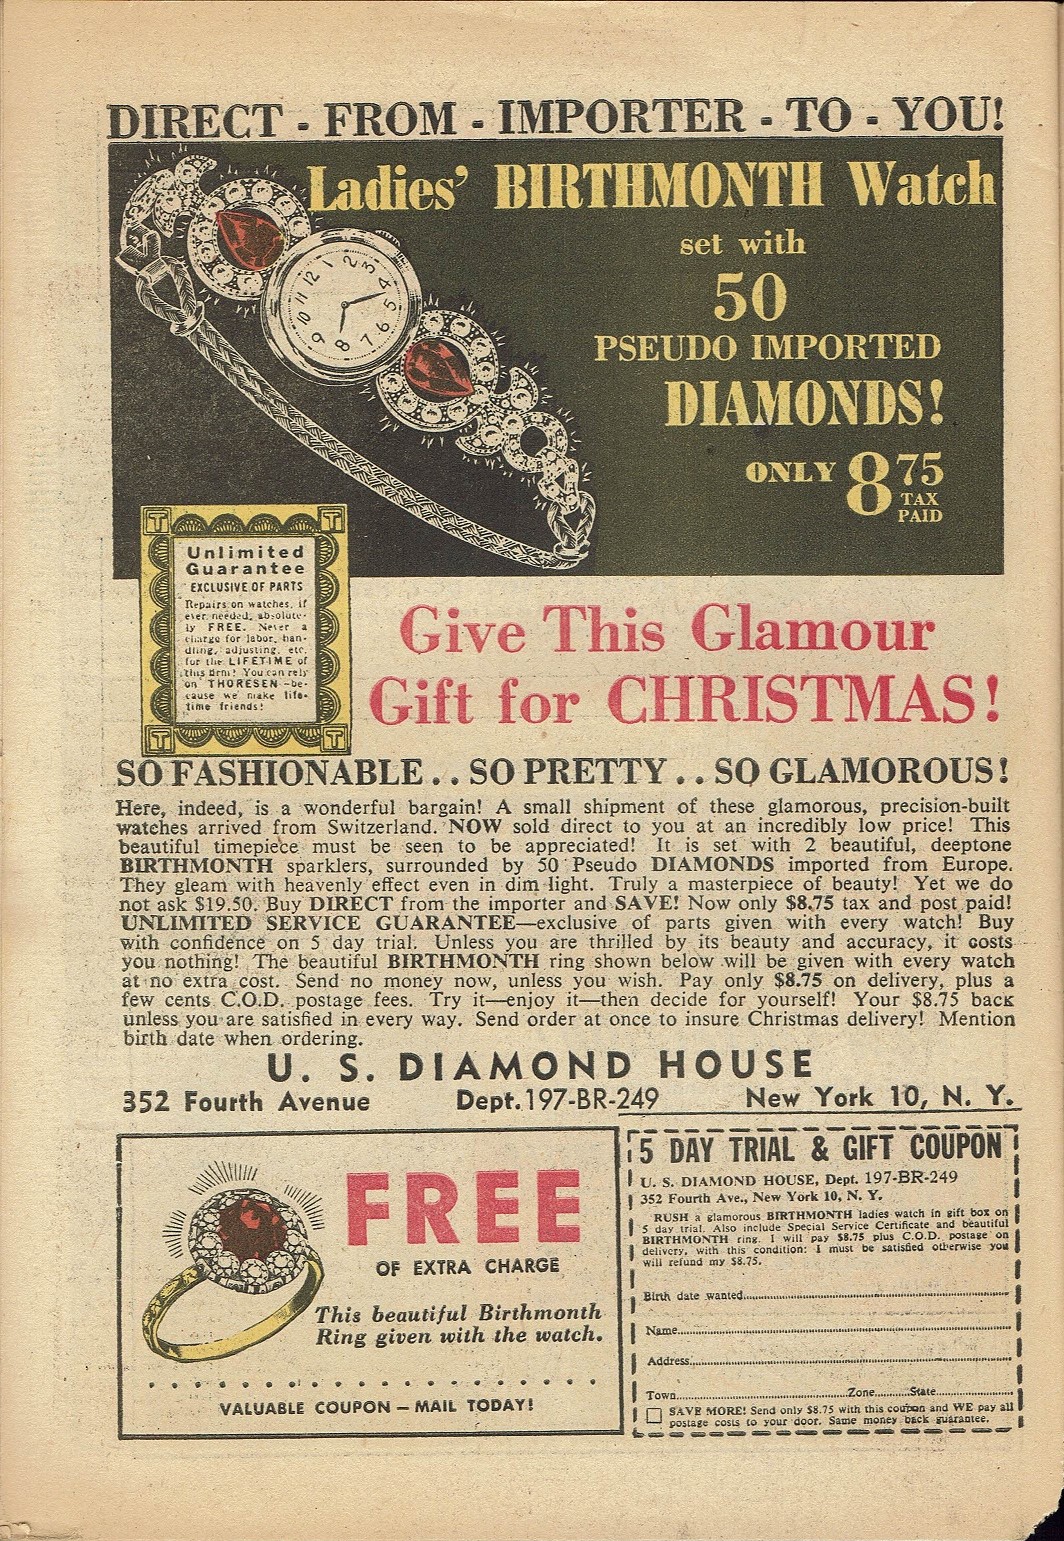 DIRECT - FROM - IMPORTER - TO - YOU!
Ladies' BIRTHMONTH Watch
set with
50
PSEUDO IMPORTED
DIAMONDS!
ONLY 8 75
TAX
PAID
12 1 2 3 4 5 6 7 8 9 10 11
T T
Unlimited
Guarantee
EXCLUSIVE OF PARTS
Repairs on watches, if
ever needed, absolute-
ly FREE. Never a
charge for labor, han-
dling, adjusting, etc.
for the LIFETIME of
this firm! You can rely
on THORESEN -be-
cause we make life-
time friends!
T T
Give This Glamour
Gift for CHRISTMAS!
SO FASHIONABLE . . SO PRETTY . . SO GLAMOROUS!
Here, indeed, is a wonderful bargain! A small shipment of these glamorous, precision-built
watches arrived from Switzerland. NOW sold direct to you at an incredibly low price! This
beautiful timepiece must be seen to be appreciated! It is set with 2 beautiful, deeptone
BIRTHMONTH sparklers, surrounded by 50 Pseudo DIAMONDS imported from Europe.
They gleam with heavenly effect even in dim light. Truly a masterpiece of beauty! Yet we do
not ask $19.50. Buy DIRECT from the importer and SAVE! Now only $8.75 tax and post paid!
UNLIMITED SERVICE GUARANTEE—exclusive of parts given with every watch! Buy
with confidence on 5 day trial. Unless you are thrilled by its beauty and accuracy, it costs
you nothing! The beautiful BIRTHMONTH ring shown below will be given with every watch
at no extra cost. Send no money now, unless you wish. Pay only $8.75 on delivery, plus a
few cents C.O.D. postage fees. Try it—enjoy it—then decide for yourself! Your $8.75 back
unless you are satisfied in every way. Send order at once to insure Christmas delivery! Mention
birth date when ordering.
U. S. DIAMOND HOUSE
352 Fourth Avenue Dept. 197-BR-249 New York 10, N. Y.
FREE
OF EXTRA CHARGE
This beautiful Birthmonth
Ring given with the watch.
VALUABLE COUPON — MAIL TODAY!
5 DAY TRIAL & GIFT COUPON
U. S. DIAMOND HOUSE, Dept. 197-BR-249
352 Fourth Ave., New York 10, N. Y.
RUSH a glamorous BIRTHMONTH ladies watch in gift box on
5 day trial. Also include Special Service Certificate and beautiful
BIRTHMONTH ring. I will pay $8.75 plus C.O.D. postage on
delivery, with this condition: I must be satisfied otherwise you
will refund my $8.75.
Birth date wanted
Name
Address
Town Zone State
SAVE MORE! Send only $8.75 with this coupon and WE pay all
postage costs to your door. Same money back guarantee.